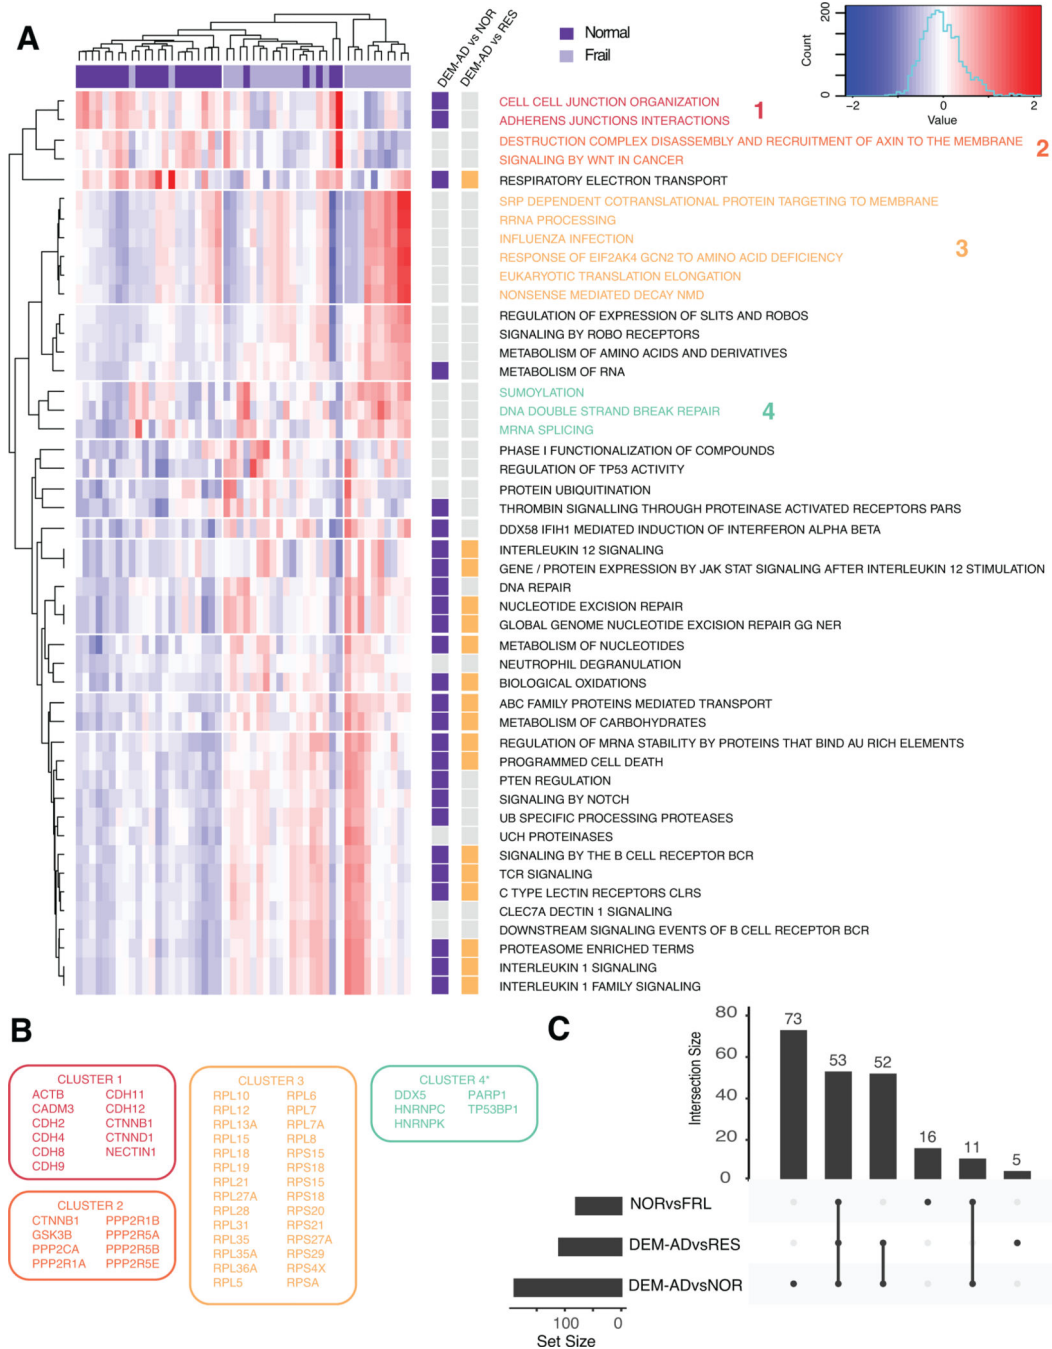 A
DEM-AD vs NOR
DEM-AD vs RES
Normal
Frail
Count
200
100
0
−2
0
2
Value
CELL CELL JUNCTION ORGANIZATION
ADHERENS JUNCTIONS INTERACTIONS
1
DESTRUCTION COMPLEX DISASSEMBLY AND RECRUITMENT OF AXIN TO THE MEMBRANE
SIGNALING BY WNT IN CANCER
2
RESPIRATORY ELECTRON TRANSPORT
SRP DEPENDENT COTRANSLATIONAL PROTEIN TARGETING TO MEMBRANE
RRNA PROCESSING
INFLUENZA INFECTION
3
RESPONSE OF EIF2AK4 GCN2 TO AMINO ACID DEFICIENCY
EUKARYOTIC TRANSLATION ELONGATION
NONSENSE MEDIATED DECAY NMD
REGULATION OF EXPRESSION OF SLITS AND ROBOS
SIGNALING BY ROBO RECEPTORS
METABOLISM OF AMINO ACIDS AND DERIVATIVES
METABOLISM OF RNA
SUMOYLATION
DNA DOUBLE STRAND BREAK REPAIR
4
MRNA SPLICING
PHASE I FUNCTIONALIZATION OF COMPOUNDS
REGULATION OF TP53 ACTIVITY
PROTEIN UBIQUITINATION
THROMBIN SIGNALLING THROUGH PROTEINASE ACTIVATED RECEPTORS PARS
DDX58 IFIH1 MEDIATED INDUCTION OF INTERFERON ALPHA BETA
INTERLEUKIN 12 SIGNALING
GENE / PROTEIN EXPRESSION BY JAK STAT SIGNALING AFTER INTERLEUKIN 12 STIMULATION
DNA REPAIR
NUCLEOTIDE EXCISION REPAIR
GLOBAL GENOME NUCLEOTIDE EXCISION REPAIR GG NER
METABOLISM OF NUCLEOTIDES
NEUTROPHIL DEGRANULATION
BIOLOGICAL OXIDATIONS
ABC FAMILY PROTEINS MEDIATED TRANSPORT
METABOLISM OF CARBOHYDRATES
REGULATION OF MRNA STABILITY BY PROTEINS THAT BIND AU RICH ELEMENTS
PROGRAMMED CELL DEATH
PTEN REGULATION
SIGNALING BY NOTCH
UB SPECIFIC PROCESSING PROTEASES
UCH PROTEINASES
SIGNALING BY THE B CELL RECEPTOR BCR
TCR SIGNALING
C TYPE LECTIN RECEPTORS CLRS
CLEC7A DECTIN 1 SIGNALING
DOWNSTREAM SIGNALING EVENTS OF B CELL RECEPTOR BCR
PROTEASOME ENRICHED TERMS
INTERLEUKIN 1 SIGNALING
INTERLEUKIN 1 FAMILY SIGNALING
B
CLUSTER 1
ACTB CDH11
CADM3 CDH12
CDH2 CTNNB1
CDH4 CTNND1
CDH8 NECTIN1
CDH9
CLUSTER 2
CTNNB1 PPP2R1B
GSK3B PPP2R5A
PPP2CA PPP2R5B
PPP2R1A PPP2R5E
CLUSTER 3
RPL10 RPL6
RPL12 RPL7
RPL13A RPL7A
RPL15 RPL8
RPL18 RPS15
RPL19 RPS18
RPL21 RPS15
RPL27A RPS18
RPL28 RPS20
RPL31 RPS21
RPL35 RPS27A
RPL35A RPS29
RPL36A RPS4X
RPL5 RPSA
CLUSTER 4*
DDX5 PARP1
HNRNPC TP53BP1
HNRNPK
C
Intersection Size
80
60
40
20
0
73
53
52
16
11
5
NORvsFRL
DEM-ADvsRES
DEM-ADvsNOR
100
0
Set Size